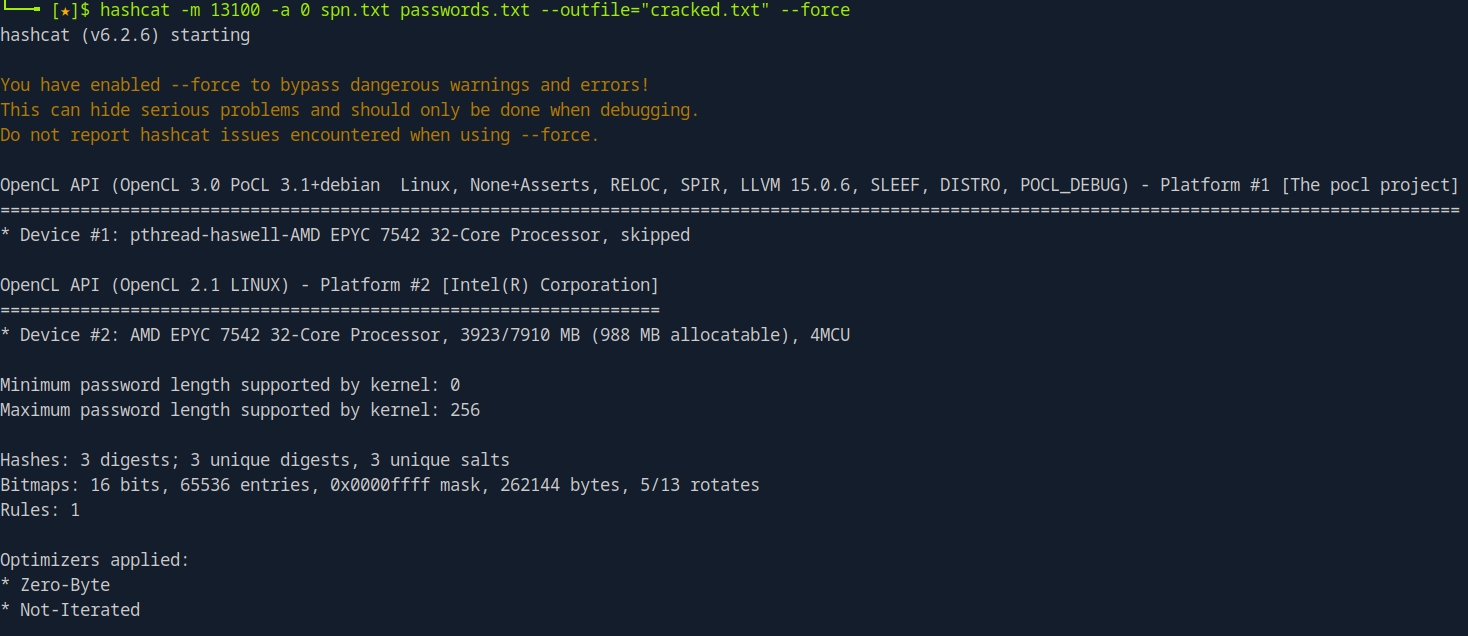 └──╼ [★]$ hashcat -m 13100 -a 0 spn.txt passwords.txt --outfile="cracked.txt" --force
hashcat (v6.2.6) starting

You have enabled --force to bypass dangerous warnings and errors!
This can hide serious problems and should only be done when debugging.
Do not report hashcat issues encountered when using --force.

OpenCL API (OpenCL 3.0 PoCL 3.1+debian  Linux, None+Asserts, RELOC, SPIR, LLVM 15.0.6, SLEEF, DISTRO, POCL_DEBUG) - Platform #1 [The pocl project]
==================================================================================================================================================
* Device #1: pthread-haswell-AMD EPYC 7542 32-Core Processor, skipped

OpenCL API (OpenCL 2.1 LINUX) - Platform #2 [Intel(R) Corporation]
==================================================================
* Device #2: AMD EPYC 7542 32-Core Processor, 3923/7910 MB (988 MB allocatable), 4MCU

Minimum password length supported by kernel: 0
Maximum password length supported by kernel: 256

Hashes: 3 digests; 3 unique digests, 3 unique salts
Bitmaps: 16 bits, 65536 entries, 0x0000ffff mask, 262144 bytes, 5/13 rotates
Rules: 1

Optimizers applied:
* Zero-Byte
* Not-Iterated